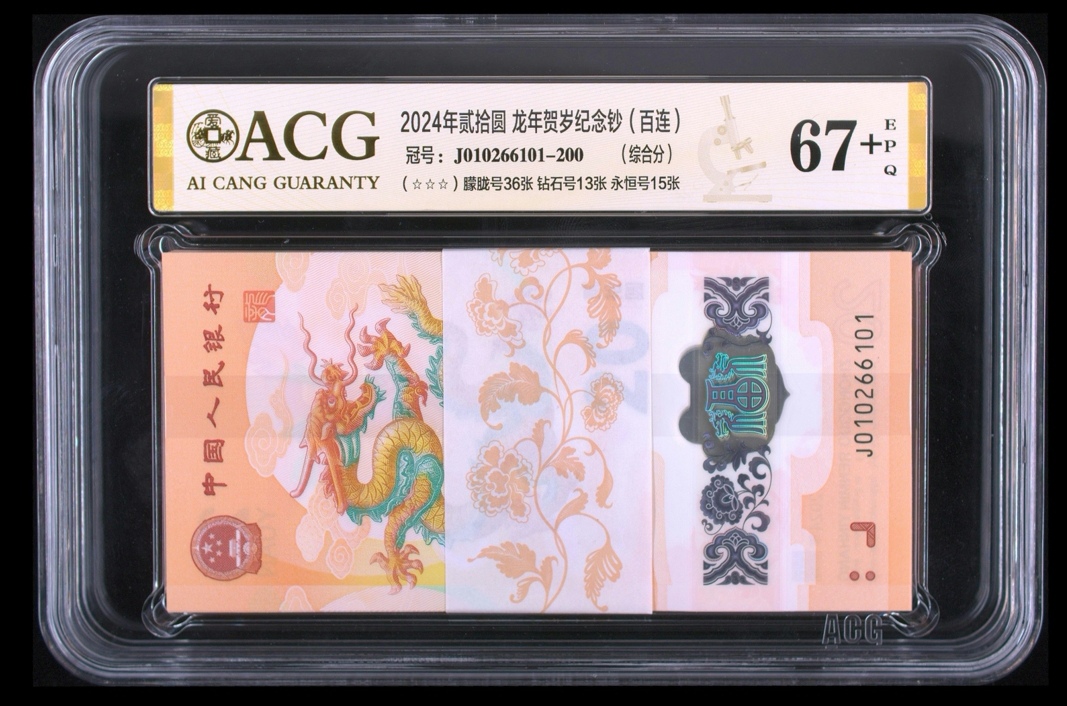 ACG
AI CANG GUARANTY
2024年贰拾圆 龙年贺岁纪念钞（百连）
冠号：J010266101-200 （综合分）
（☆☆☆）朦胧号36张 钻石号13张 永恒号15张
67+
EPQ
中国人民银行
J010266101
ACG